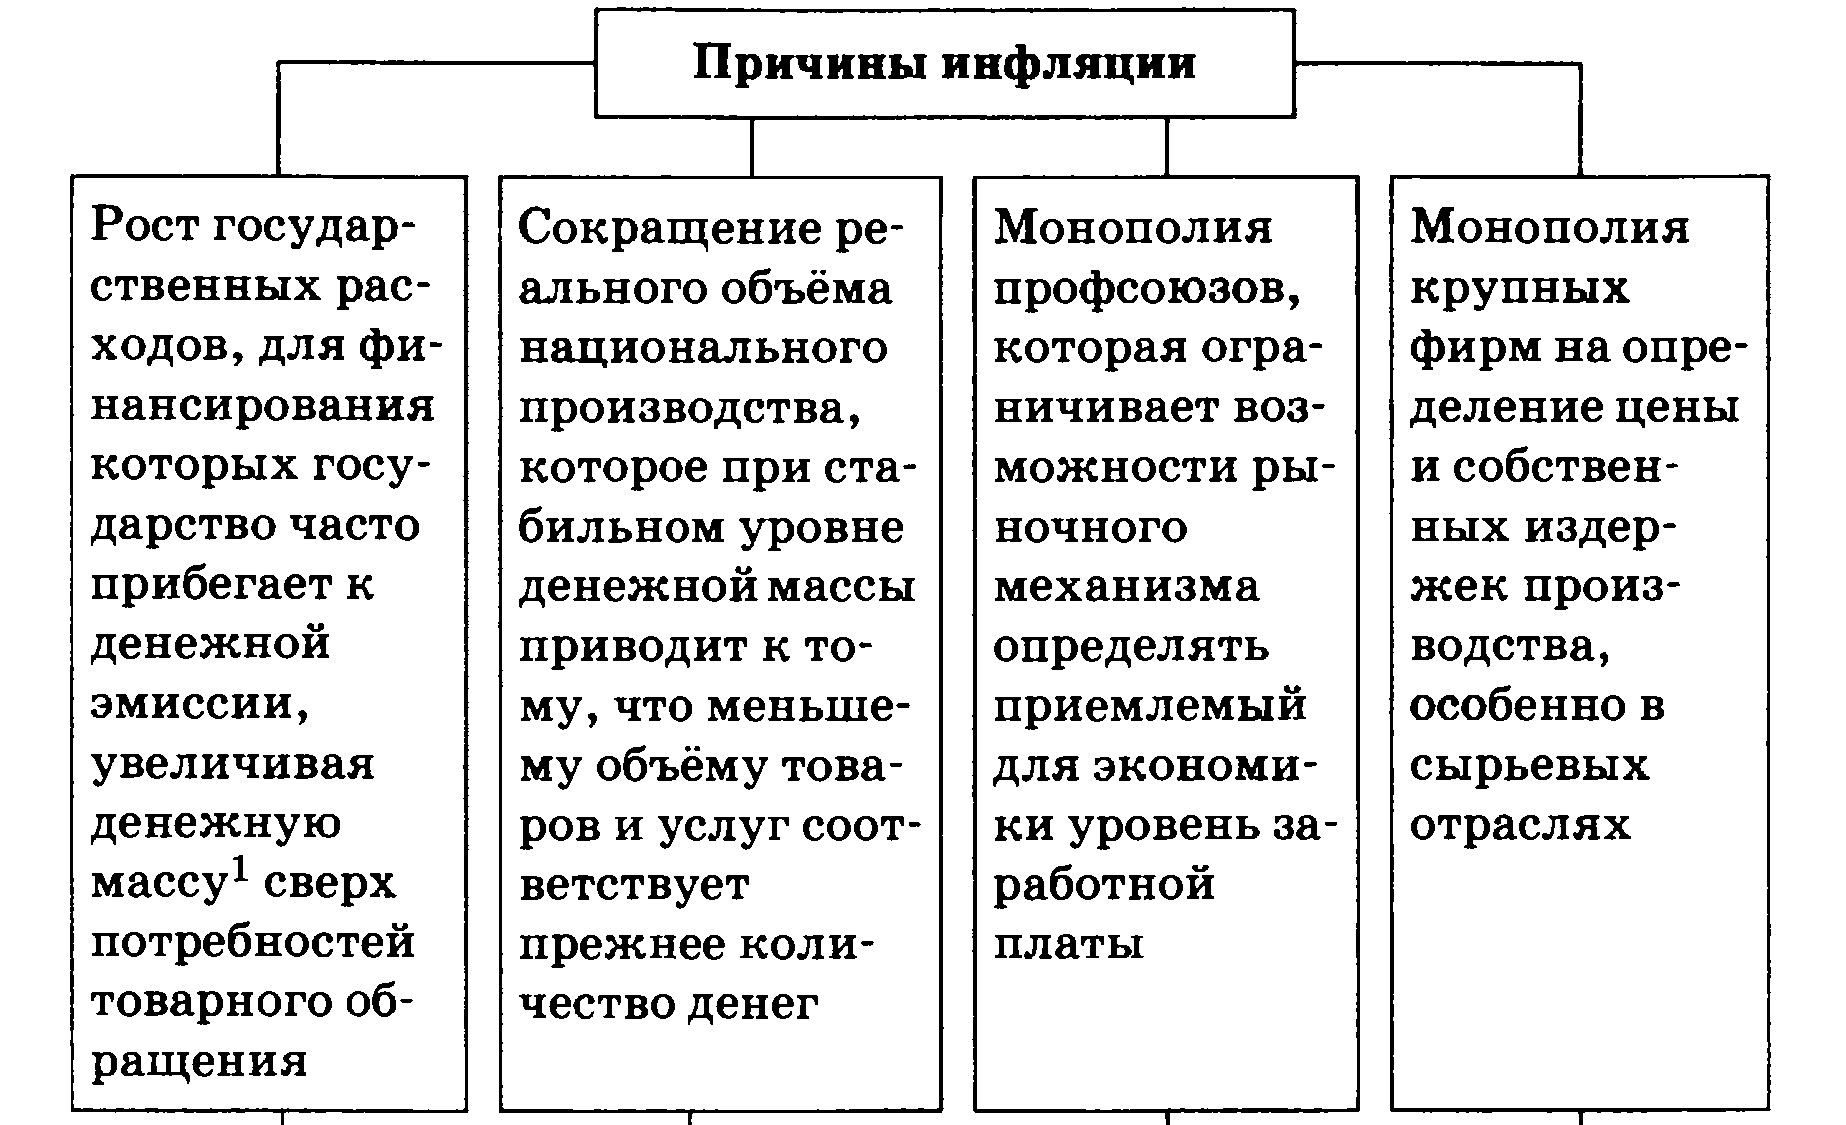 Причины инфляции
Рост государ-
ственных рас-
ходов, для фи-
нансирования
которых госу-
дарство часто
прибегает к
денежной
эмиссии,
увеличивая
денежную
массу¹ сверх
потребностей
товарного об-
ращения
Сокращение ре-
ального объёма
национального
производства,
которое при ста-
бильном уровне
денежной массы
приводит к то-
му, что меньше-
му объёму това-
ров и услуг соот-
ветствует
прежнее коли-
чество денег
Монополия
профсоюзов,
которая огра-
ничивает воз-
можности ры-
ночного
механизма
определять
приемлемый
для экономи-
ки уровень за-
работной
платы
Монополия
крупных
фирм на опре-
деление цены
и собствен-
ных издер-
жек произ-
водства,
особенно в
сырьевых
отраслях